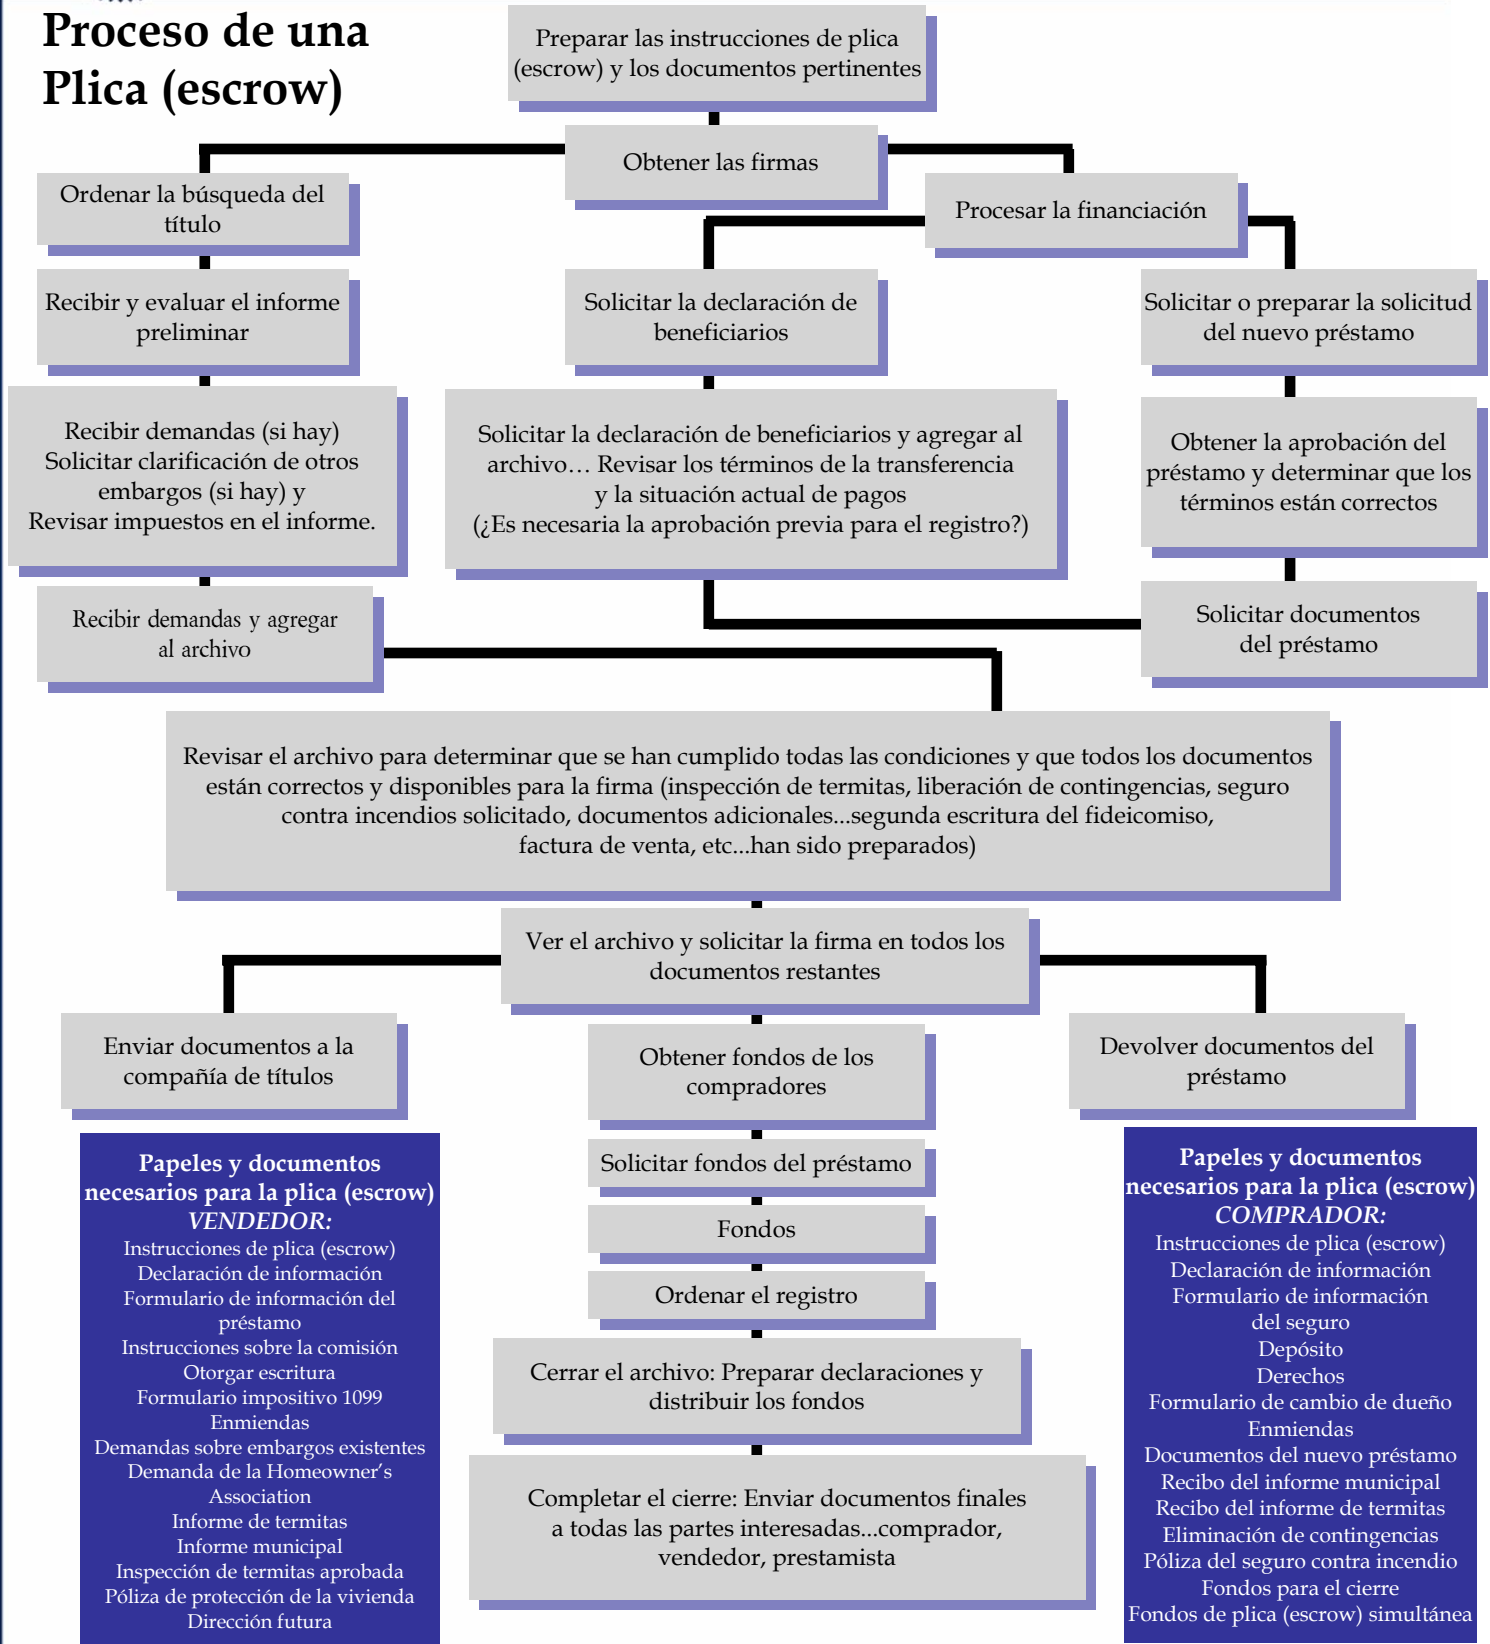 Proceso de una
Plica (escrow)
Preparar las instrucciones de plica
(escrow) y los documentos pertinentes
Obtener las firmas
Ordenar la búsqueda del
título
Procesar la financiación
Recibir y evaluar el informe
preliminar
Solicitar la declaración de
beneficiarios
Solicitar o preparar la solicitud
del nuevo préstamo
Recibir demandas (si hay)
Solicitar clarificación de otros
embargos (si hay) y
Revisar impuestos en el informe.
Solicitar la declaración de beneficiarios y agregar al
archivo… Revisar los términos de la transferencia
y la situación actual de pagos
(¿Es necesaria la aprobación previa para el registro?)
Obtener la aprobación del
préstamo y determinar que los
términos están correctos
Recibir demandas y agregar
al archivo
Solicitar documentos
del préstamo
Revisar el archivo para determinar que se han cumplido todas las condiciones y que todos los documentos
están correctos y disponibles para la firma (inspección de termitas, liberación de contingencias, seguro
contra incendios solicitado, documentos adicionales...segunda escritura del fideicomiso,
factura de venta, etc...han sido preparados)
Ver el archivo y solicitar la firma en todos los
documentos restantes
Enviar documentos a la
compañía de títulos
Obtener fondos de los
compradores
Devolver documentos del
préstamo
Solicitar fondos del préstamo
Fondos
Ordenar el registro
Cerrar el archivo: Preparar declaraciones y
distribuir los fondos
Completar el cierre: Enviar documentos finales
a todas las partes interesadas...comprador,
vendedor, prestamista
Papeles y documentos
necesarios para la plica (escrow)
VENDEDOR:
Instrucciones de plica (escrow)
Declaración de información
Formulario de información del
préstamo
Instrucciones sobre la comisión
Otorgar escritura
Formulario impositivo 1099
Enmiendas
Demandas sobre embargos existentes
Demanda de la Homeowner’s
Association
Informe de termitas
Informe municipal
Inspección de termitas aprobada
Póliza de protección de la vivienda
Dirección futura
Papeles y documentos
necesarios para la plica (escrow)
COMPRADOR:
Instrucciones de plica (escrow)
Declaración de información
Formulario de información
del seguro
Depósito
Derechos
Formulario de cambio de dueño
Enmiendas
Documentos del nuevo préstamo
Recibo del informe municipal
Recibo del informe de termitas
Eliminación de contingencias
Póliza del seguro contra incendio
Fondos para el cierre
Fondos de plica (escrow) simultánea